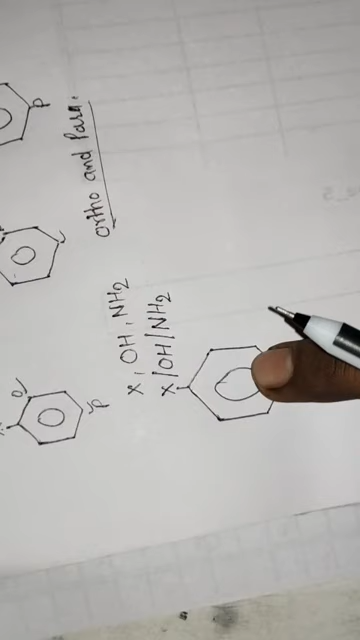 p
ortho and Para.
o
p
X, OH, NH2
X/OH/NH2